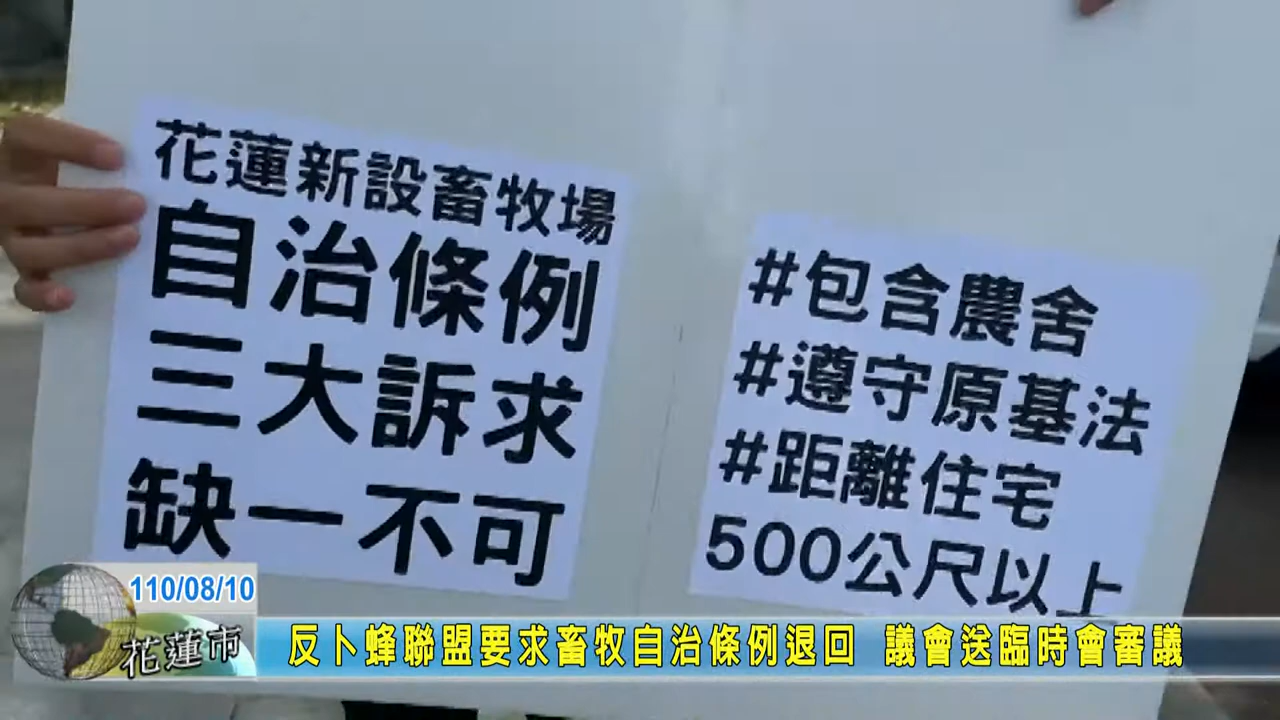 花蓮新設畜牧場
自治條例
三大訴求
缺一不可
#包含農舍
#遵守原基法
#距離住宅
500公尺以上
110/08/10
花蓮市
反卜蜂聯盟要求畜牧自治條例退回 議會送臨時會審議